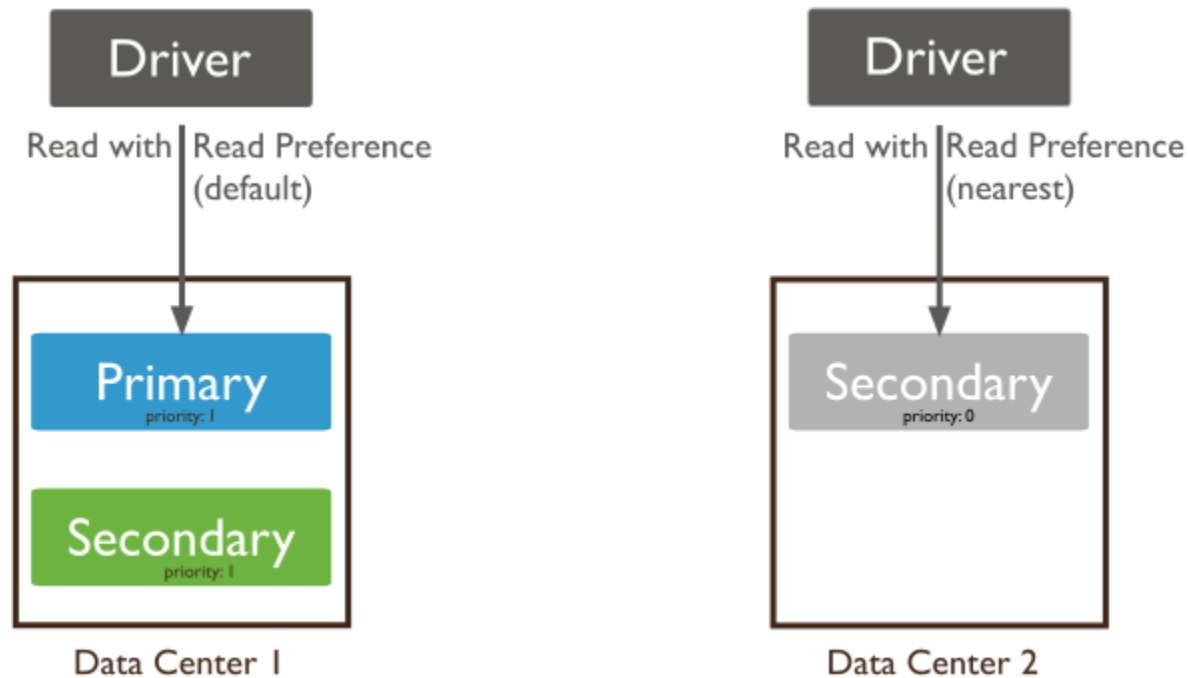 Driver
Read with Read Preference
(default)
Primary
priority: 1
Secondary
priority: 1
Data Center 1
Driver
Read with Read Preference
(nearest)
Secondary
priority: 0
Data Center 2